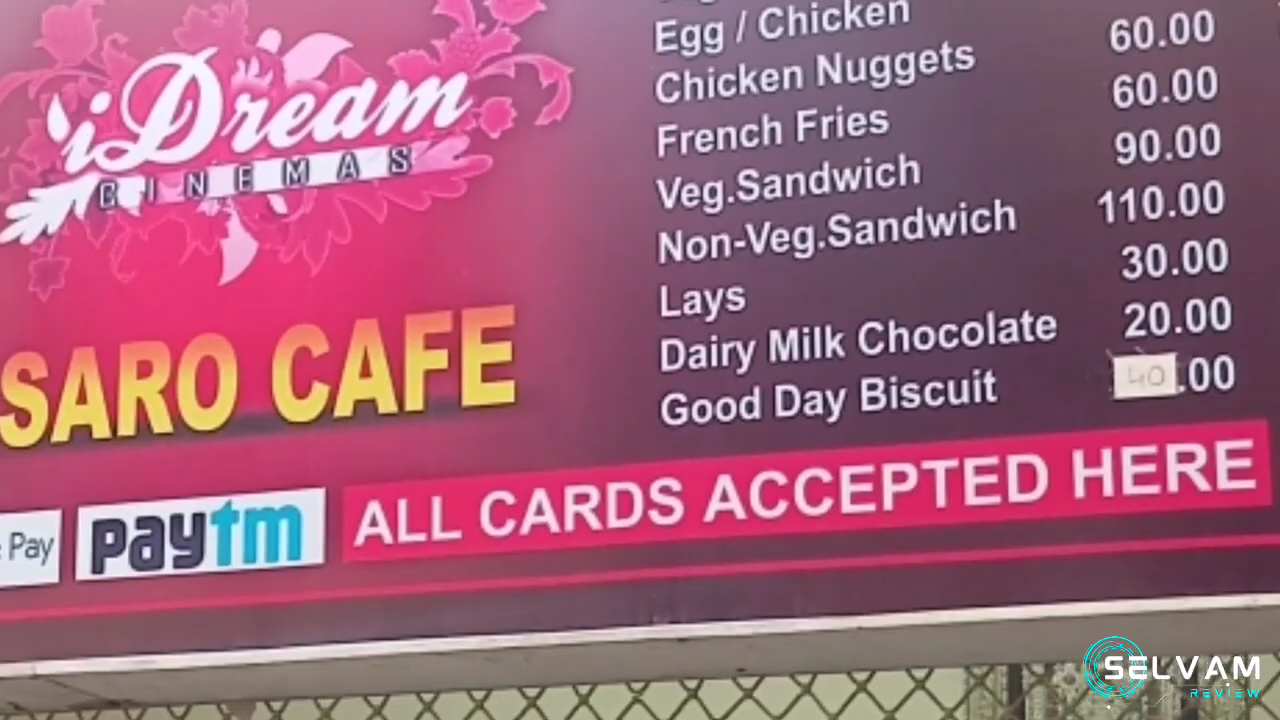 iDream
CINEMAS
SARO CAFE
Egg / Chicken
Chicken Nuggets 60.00
French Fries 60.00
Veg.Sandwich 90.00
Non-Veg.Sandwich 110.00
Lays 30.00
Dairy Milk Chocolate 20.00
Good Day Biscuit 40.00
Pay
paytm
ALL CARDS ACCEPTED HERE
SELVAM
REVIEW